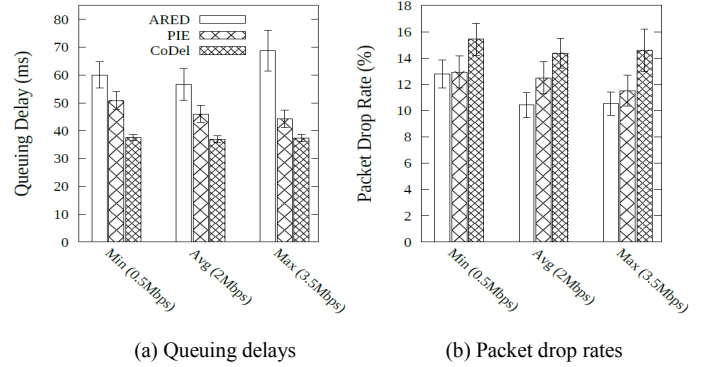 ARED
PIE
CoDel
Queuing Delay (ms)
80
70
60
50
40
30
20
10
0
Min (0.5Mbps)
Avg (2Mbps)
Max (3.5Mbps)
(a) Queuing delays
Packet Drop Rate (%)
18
16
14
12
10
8
6
4
2
0
Min (0.5Mbps)
Avg (2Mbps)
Max (3.5Mbps)
(b) Packet drop rates